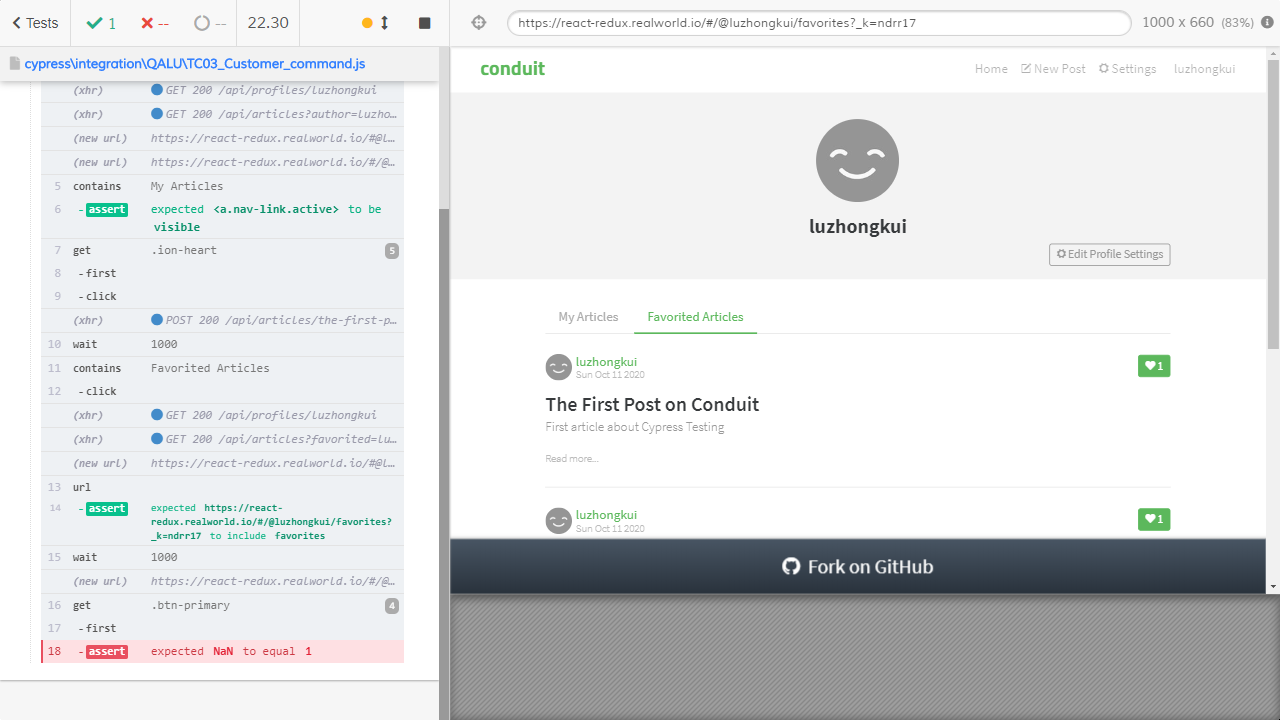 Tests
1
--
--
22.30
https://react-redux.realworld.io/#/@luzhongkui/favorites?_k=ndrr17
1000 x 660 (83%)
cypress\integration\QALU\TC03_Customer_command.js
(xhr) GET 200 /api/profiles/luzhongkui
(xhr) GET 200 /api/articles?author=luzho…
(new url) https://react-redux.realworld.io/#@l…
(new url) https://react-redux.realworld.io/#/@…
5 contains My Articles
6 -assert expected <a.nav-link.active> to be
visible
7 get .ion-heart 5
8 -first
9 -click
(xhr) POST 200 /api/articles/the-first-p…
10 wait 1000
11 contains Favorited Articles
12 -click
(xhr) GET 200 /api/profiles/luzhongkui
(xhr) GET 200 /api/articles?favorited=lu…
(new url) https://react-redux.realworld.io/#@l…
13 url
14 -assert expected https://react-
redux.realworld.io/#/@luzhongkui/favorites?
_k=ndrr17 to include favorites
15 wait 1000
(new url) https://react-redux.realworld.io/#/@…
16 get .btn-primary 4
17 -first
18 -assert expected NaN to equal 1
conduit
Home New Post Settings luzhongkui
luzhongkui
Edit Profile Settings
My Articles Favorited Articles
luzhongkui
Sun Oct 11 2020
1
The First Post on Conduit
First article about Cypress Testing
Read more...
luzhongkui
Sun Oct 11 2020
1
Fork on GitHub